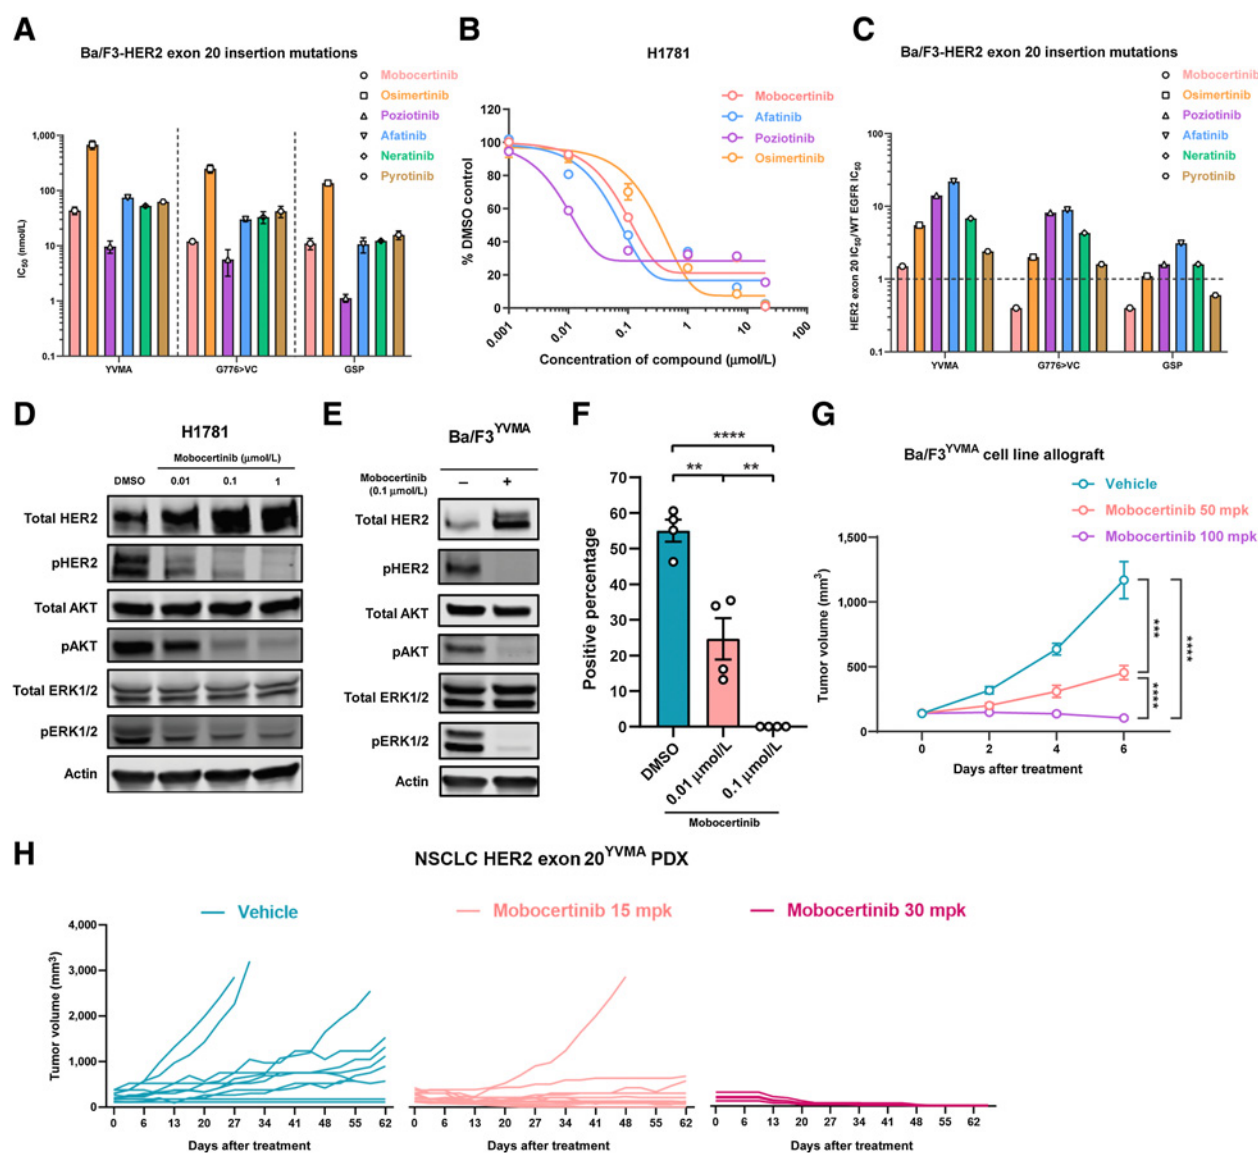 A
Ba/F3-HER2 exon 20 insertion mutations
Mobocertinib
Osimertinib
Poziotinib
Afatinib
Neratinib
Pyrotinib
IC50 (nmol/L)
1,000
100
10
1
0.1
YVMA G776>VC GSP
B
H1781
Mobocertinib
Afatinib
Poziotinib
Osimertinib
% DMSO control
120
100
80
60
40
20
0
0.001 0.01 0.1 1 10 100
Concentration of compound (μmol/L)
C
Ba/F3-HER2 exon 20 insertion mutations
Mobocertinib
Osimertinib
Poziotinib
Afatinib
Neratinib
Pyrotinib
HER2 exon 20 IC50/WT EGFR IC50
100
10
1
0.1
YVMA G776>VC GSP
D
H1781
Mobocertinib (μmol/L)
DMSO 0.01 0.1 1
Total HER2
pHER2
Total AKT
pAKT
Total ERK1/2
pERK1/2
Actin
E
Ba/F3YVMA
Mobocertinib
(0.1 μmol/L)
– +
Total HER2
pHER2
Total AKT
pAKT
Total ERK1/2
pERK1/2
Actin
F
****
** **
Positive percentage
70
60
50
40
30
20
10
0
DMSO 0.01 μmol/L 0.1 μmol/L
Mobocertinib
G
Ba/F3YVMA cell line allograft
Vehicle
Mobocertinib 50 mpk
Mobocertinib 100 mpk
Tumor volume (mm3)
1,500
1,000
500
0
0 2 4 6
Days after treatment
***
****
****
H
NSCLC HER2 exon 20YVMA PDX
Vehicle Mobocertinib 15 mpk Mobocertinib 30 mpk
Tumor volume (mm3)
4,000
3,000
2,000
1,000
0
0 6 13 20 27 34 41 48 55 62
Days after treatment
0 6 13 20 27 34 41 48 55 62
Days after treatment
0 6 13 20 27 34 41 48 55 62
Days after treatment